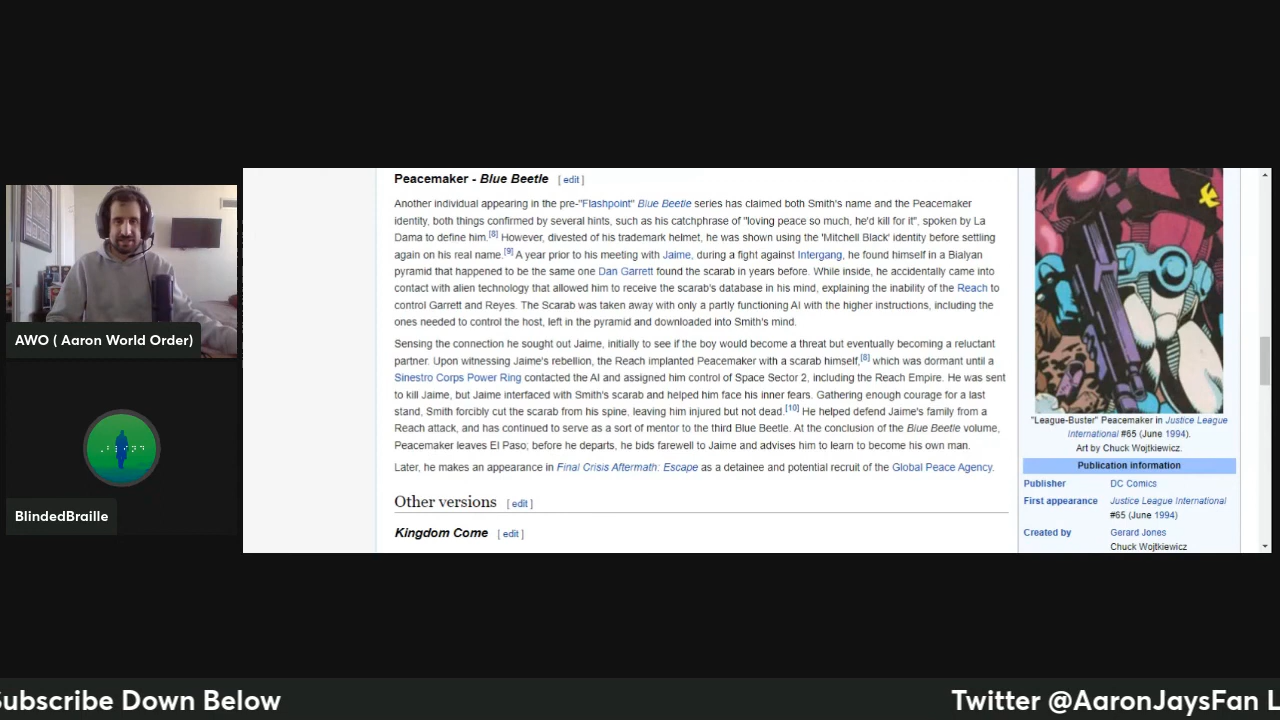 Peacemaker - Blue Beetle [ edit ]
Another individual appearing in the pre-"Flashpoint" Blue Beetle series has claimed both Smith's name and the Peacemaker
identity, both things confirmed by several hints, such as his catchphrase of "loving peace so much, he'd kill for it", spoken by La
Dama to define him.[8] However, divested of his trademark helmet, he was shown using the 'Mitchell Black' identity before settling
again on his real name.[9] A year prior to his meeting with Jaime, during a fight against Intergang, he found himself in a Bialyan
pyramid that happened to be the same one Dan Garrett found the scarab in years before. While inside, he accidentally came into
contact with alien technology that allowed him to receive the scarab's database in his mind, explaining the inability of the Reach to
control Garrett and Reyes. The Scarab was taken away with only a partly functioning AI with the higher instructions, including the
ones needed to control the host, left in the pyramid and downloaded into Smith's mind.
Sensing the connection he sought out Jaime, initially to see if the boy would become a threat but eventually becoming a reluctant
partner. Upon witnessing Jaime's rebellion, the Reach implanted Peacemaker with a scarab himself,[8] which was dormant until a
Sinestro Corps Power Ring contacted the AI and assigned him control of Space Sector 2, including the Reach Empire. He was sent
to kill Jaime, but Jaime interfaced with Smith's scarab and helped him face his inner fears. Gathering enough courage for a last
stand, Smith forcibly cut the scarab from his spine, leaving him injured but not dead.[10] He helped defend Jaime's family from a
Reach attack, and has continued to serve as a sort of mentor to the third Blue Beetle. At the conclusion of the Blue Beetle volume,
Peacemaker leaves El Paso; before he departs, he bids farewell to Jaime and advises him to learn to become his own man.
Later, he makes an appearance in Final Crisis Aftermath: Escape as a detainee and potential recruit of the Global Peace Agency.
Other versions [ edit ]
Kingdom Come [ edit ]
"League-Buster" Peacemaker in Justice League
International #65 (June 1994).
Art by Chuck Wojtkiewicz.
Publication information
Publisher DC Comics
First appearance Justice League International
#65 (June 1994)
Created by Gerard Jones
Chuck Wojtkiewicz
AWO ( Aaron World Order)
BlindedBraille
Subscribe Down Below
Twitter @AaronJaysFan L